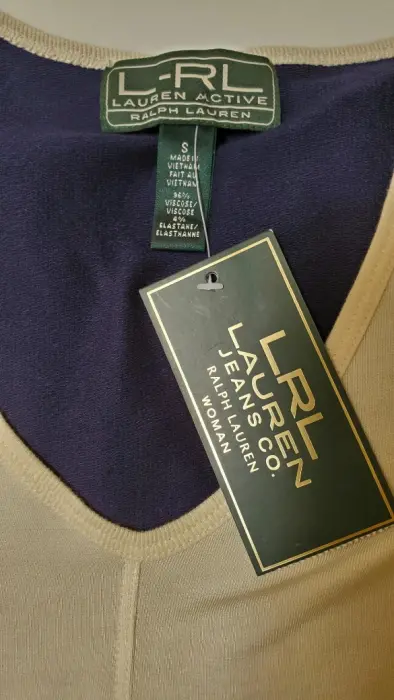 L-RL
LAUREN ACTIVE
RALPH LAUREN
S
MADE IN
VIETNAM
FAIT AU
VIETNAM
96%
VISCOSE/
VISCOSE
4%
ELASTANE/
ELASTHANNE
LRL
LAUREN
JEANS CO.
RALPH LAUREN
WOMAN